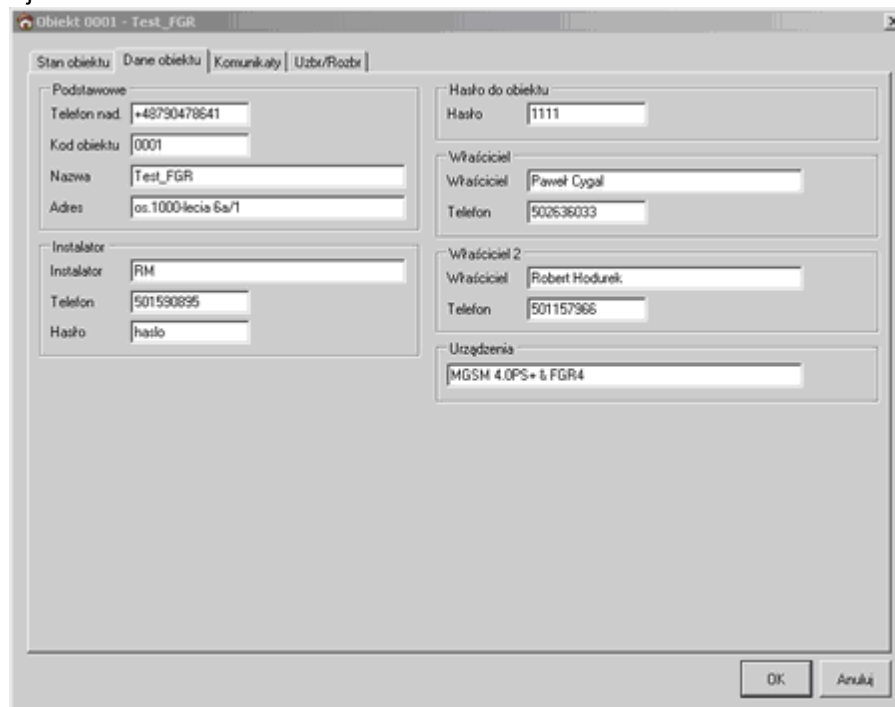 Obiekt 0001 - Test_FGR
Stan obiektu Dane obiektu Komunikaty Uzbr/Rozbr
Podstawowe
Telefon nad. +48790478641
Kod obiektu 0001
Nazwa Test_FGR
Adres os.1000-lecia 6a/1
Instalator
Instalator RM
Telefon 501590895
Hasło haslo
Hasło do obiektu
Hasło 1111
Właściciel
Właściciel Paweł Cygal
Telefon 502636033
Właściciel 2
Właściciel Robert Hodurek
Telefon 501157966
Urządzenia
MGSM 4.0PS+ & FGR4
OK Anuluj